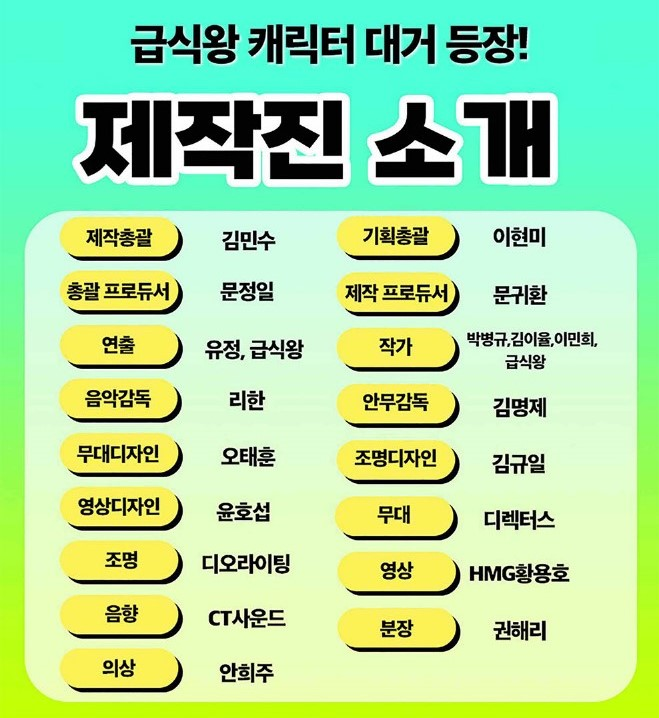 급식왕 캐릭터 대거 등장!
제작진 소개
제작총괄 김민수
기획총괄 이현미
총괄 프로듀서 문정일
제작 프로듀서 문귀환
연출 유정, 급식왕
작가 박병규,김이율,이민희,
급식왕
음악감독 리한
안무감독 김명제
무대디자인 오태훈
조명디자인 김규일
영상디자인 윤호섭
무대 디렉터스
조명 디오라이팅
영상 HMG황용호
음향 CT사운드
분장 권해리
의상 안희주